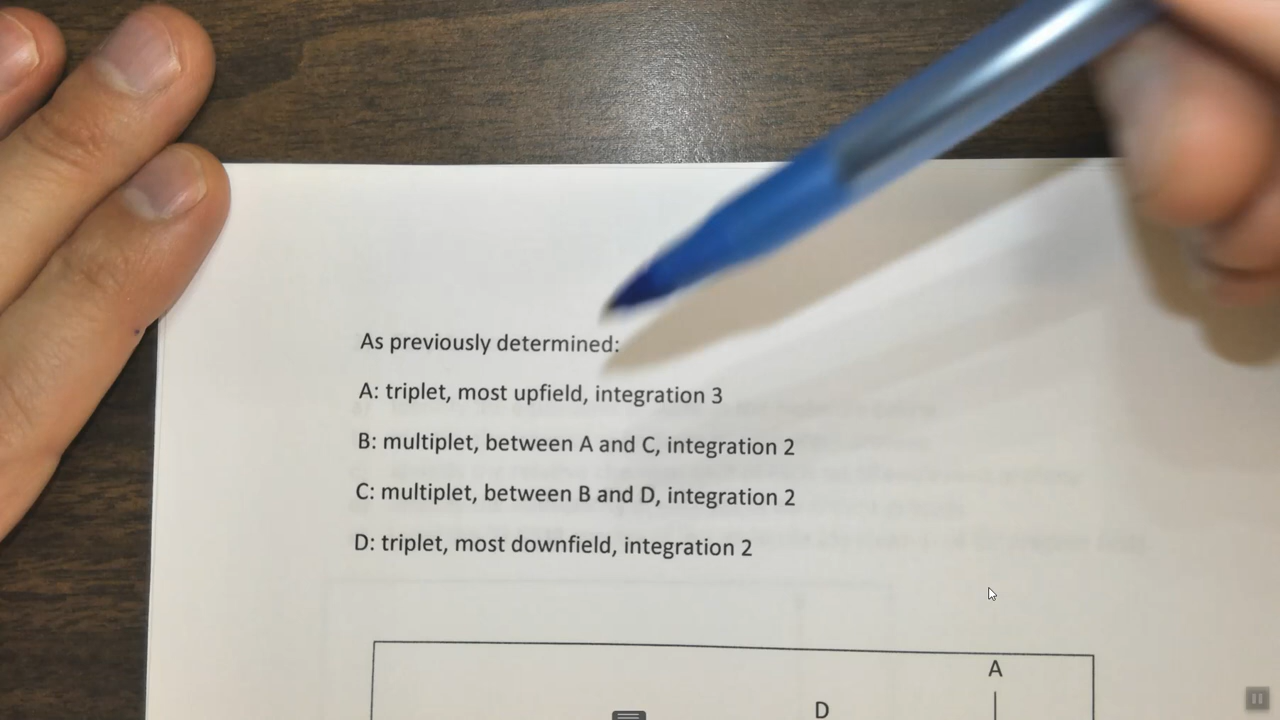 As previously determined:
A: triplet, most upfield, integration 3
B: multiplet, between A and C, integration 2
C: multiplet, between B and D, integration 2
D: triplet, most downfield, integration 2
A
D